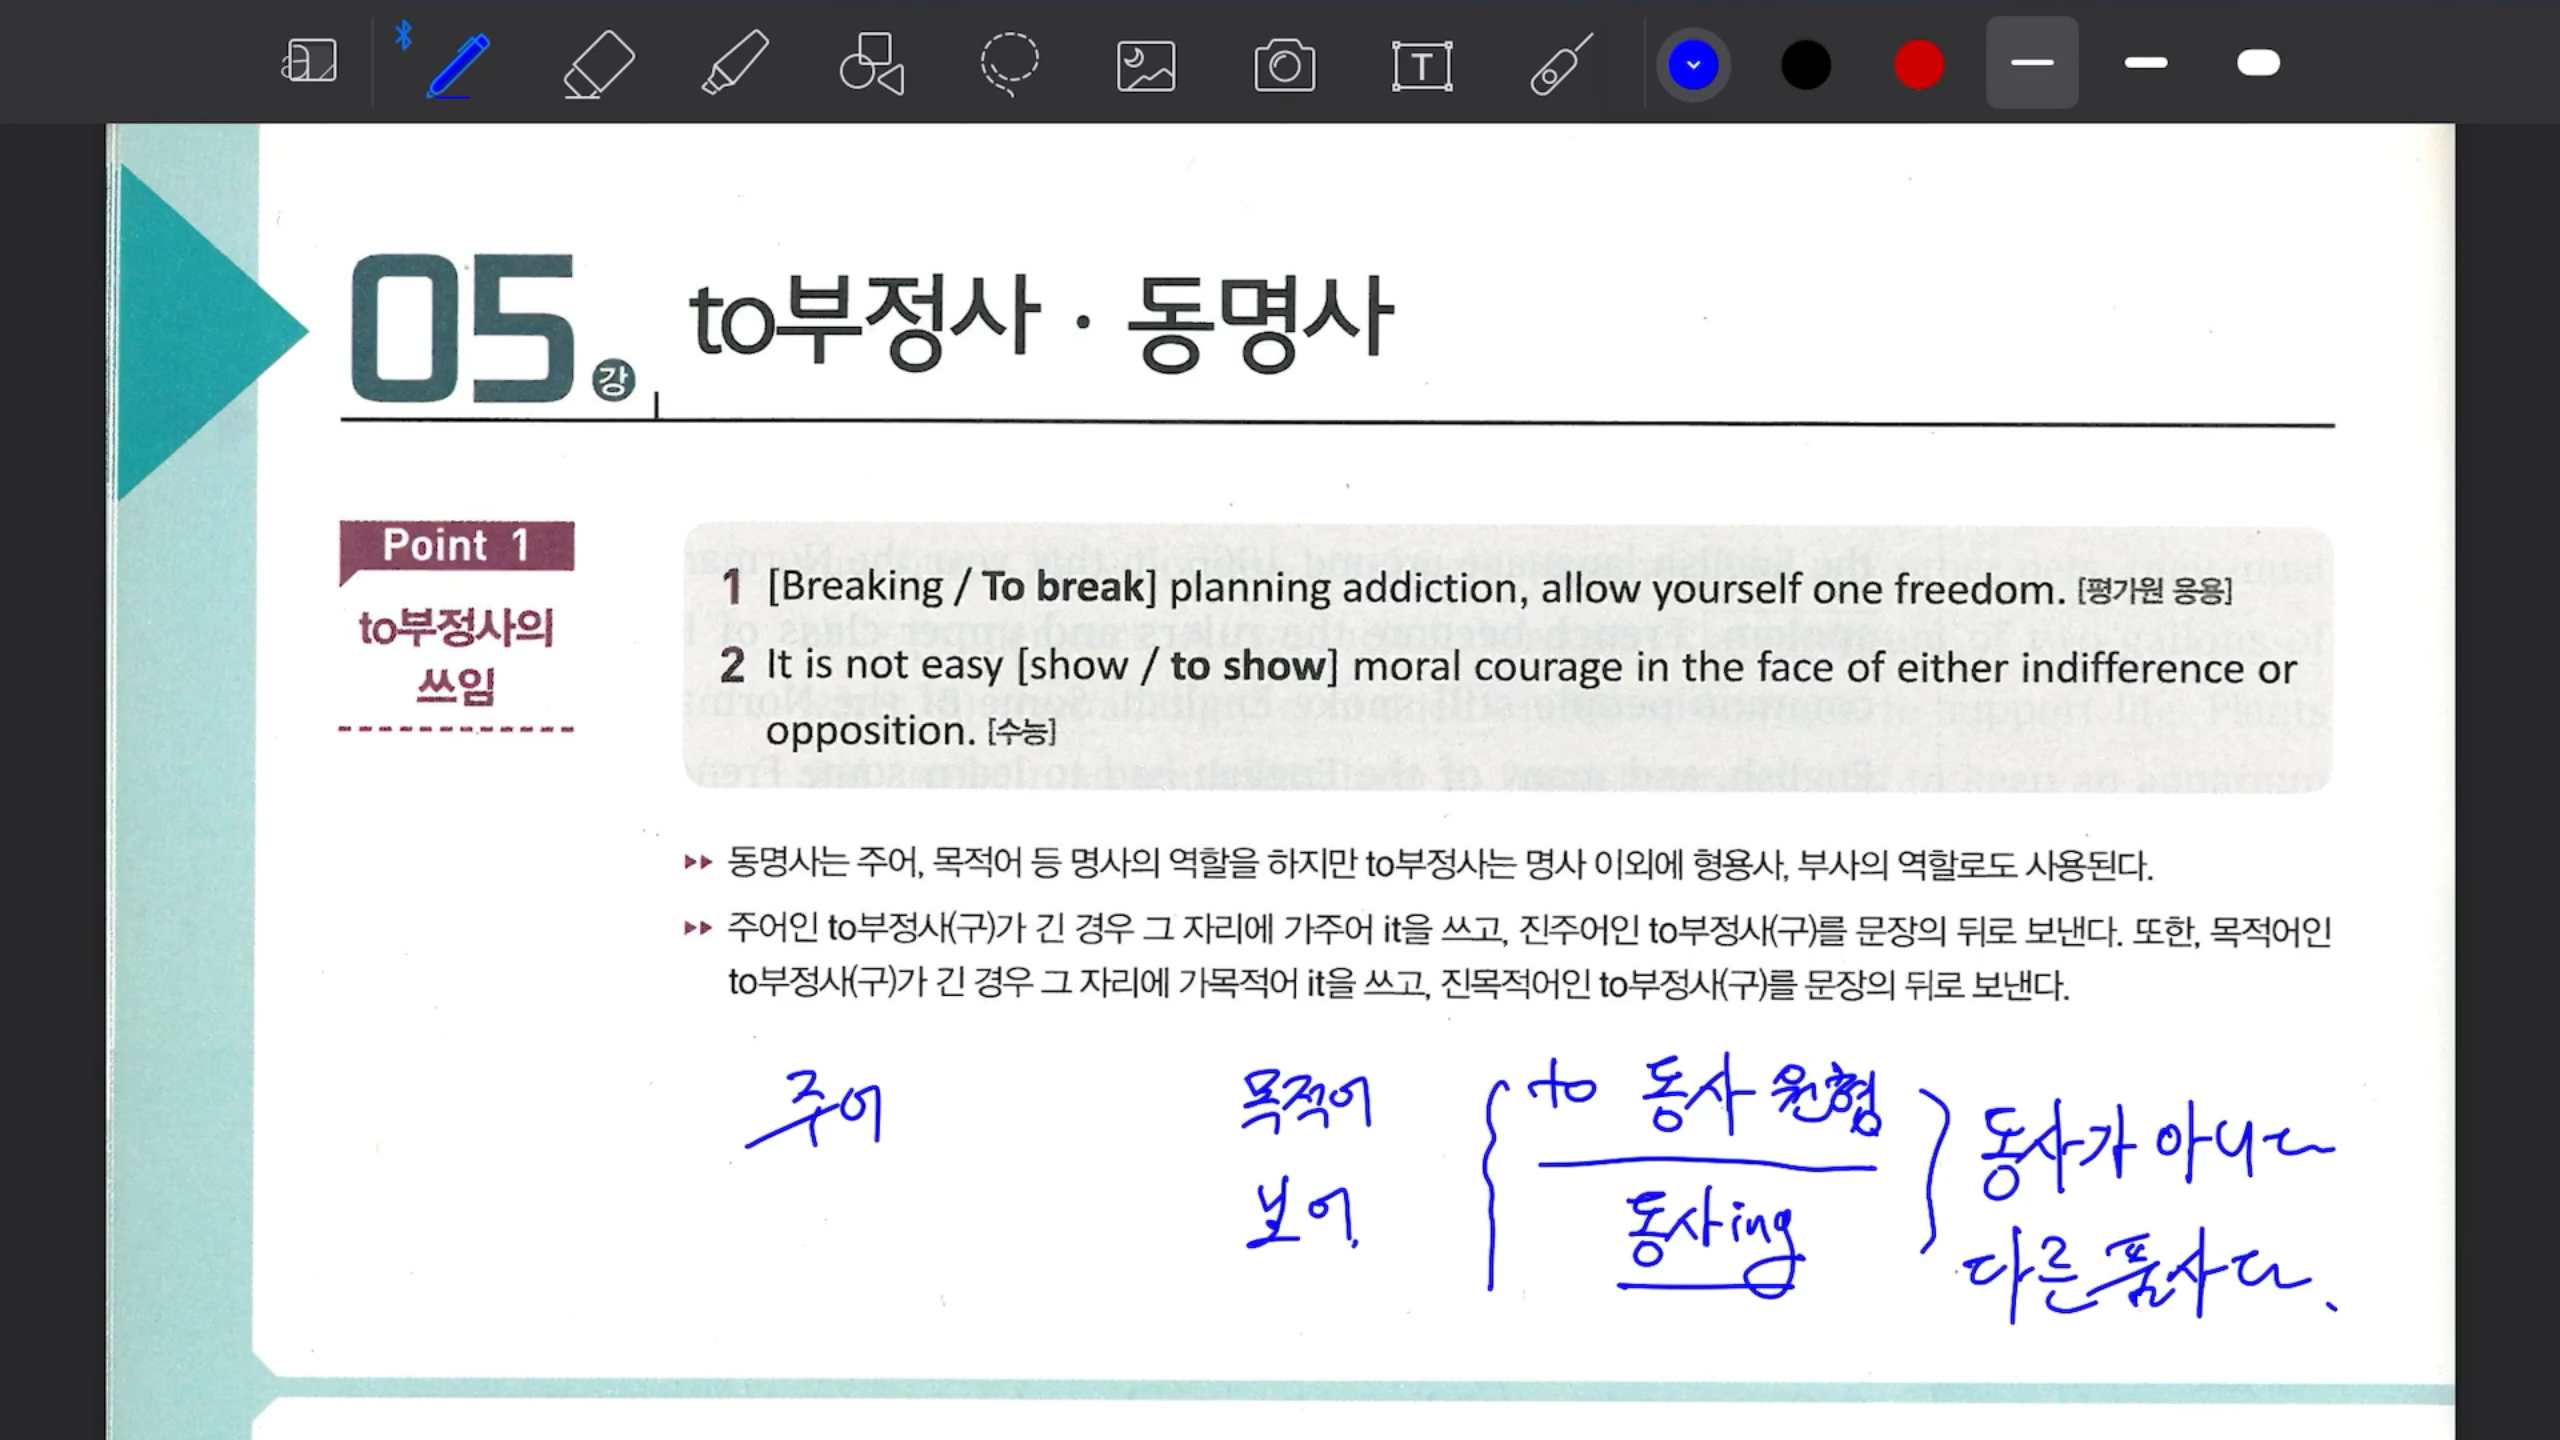 05강 to부정사 · 동명사
Point 1
to부정사의
쓰임
1 [Breaking / To break] planning addiction, allow yourself one freedom. [평가원 응용]
2 It is not easy [show / to show] moral courage in the face of either indifference or
opposition. [수능]
▸▸ 동명사는 주어, 목적어 등 명사의 역할을 하지만 to부정사는 명사 이외에 형용사, 부사의 역할로도 사용된다.
▸▸ 주어인 to부정사(구)가 긴 경우 그 자리에 가주어 it을 쓰고, 진주어인 to부정사(구)를 문장의 뒤로 보낸다. 또한, 목적어인
to부정사(구)가 긴 경우 그 자리에 가목적어 it을 쓰고, 진목적어인 to부정사(구)를 문장의 뒤로 보낸다.
주어 목적어 to 동사원형 동사가 아니다
보어. 동사ing 다른 품사다.